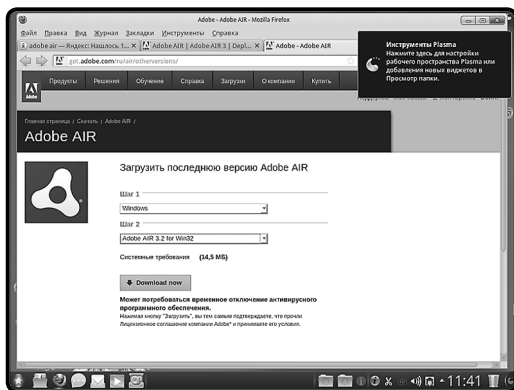 Adobe - Adobe AIR - Mozilla Firefox
Файл Правка Вид Журнал Закладки Инструменты Справка
adobe air — Яндекс: Нашлось 1...
Adobe AIR | Adobe AIR 3 | Depl...
Adobe - Adobe AIR
get.adobe.com/ru/air/otherversions/
Инструменты Plasma
Нажмите здесь для настройки
рабочего пространства Plasma или
добавления новых виджетов в
Просмотр папки.
Adobe
Продукты Решения Обучение Справка Загрузки О компании Купить
Главная страница / Скачать / Adobe AIR /
Adobe AIR
Загрузить последнюю версию Adobe AIR
Шаг 1
Windows
Шаг 2
Adobe AIR 3.2 for Win32
Системные требования (14,5 МБ)
Download now
Может потребоваться временное отключение антивирусного
программного обеспечения.
Нажимая кнопку "Загрузить", вы тем самым подтверждаете, что прочли
Лицензионное соглашение компании Adobe* и принимаете его условия.
11:41